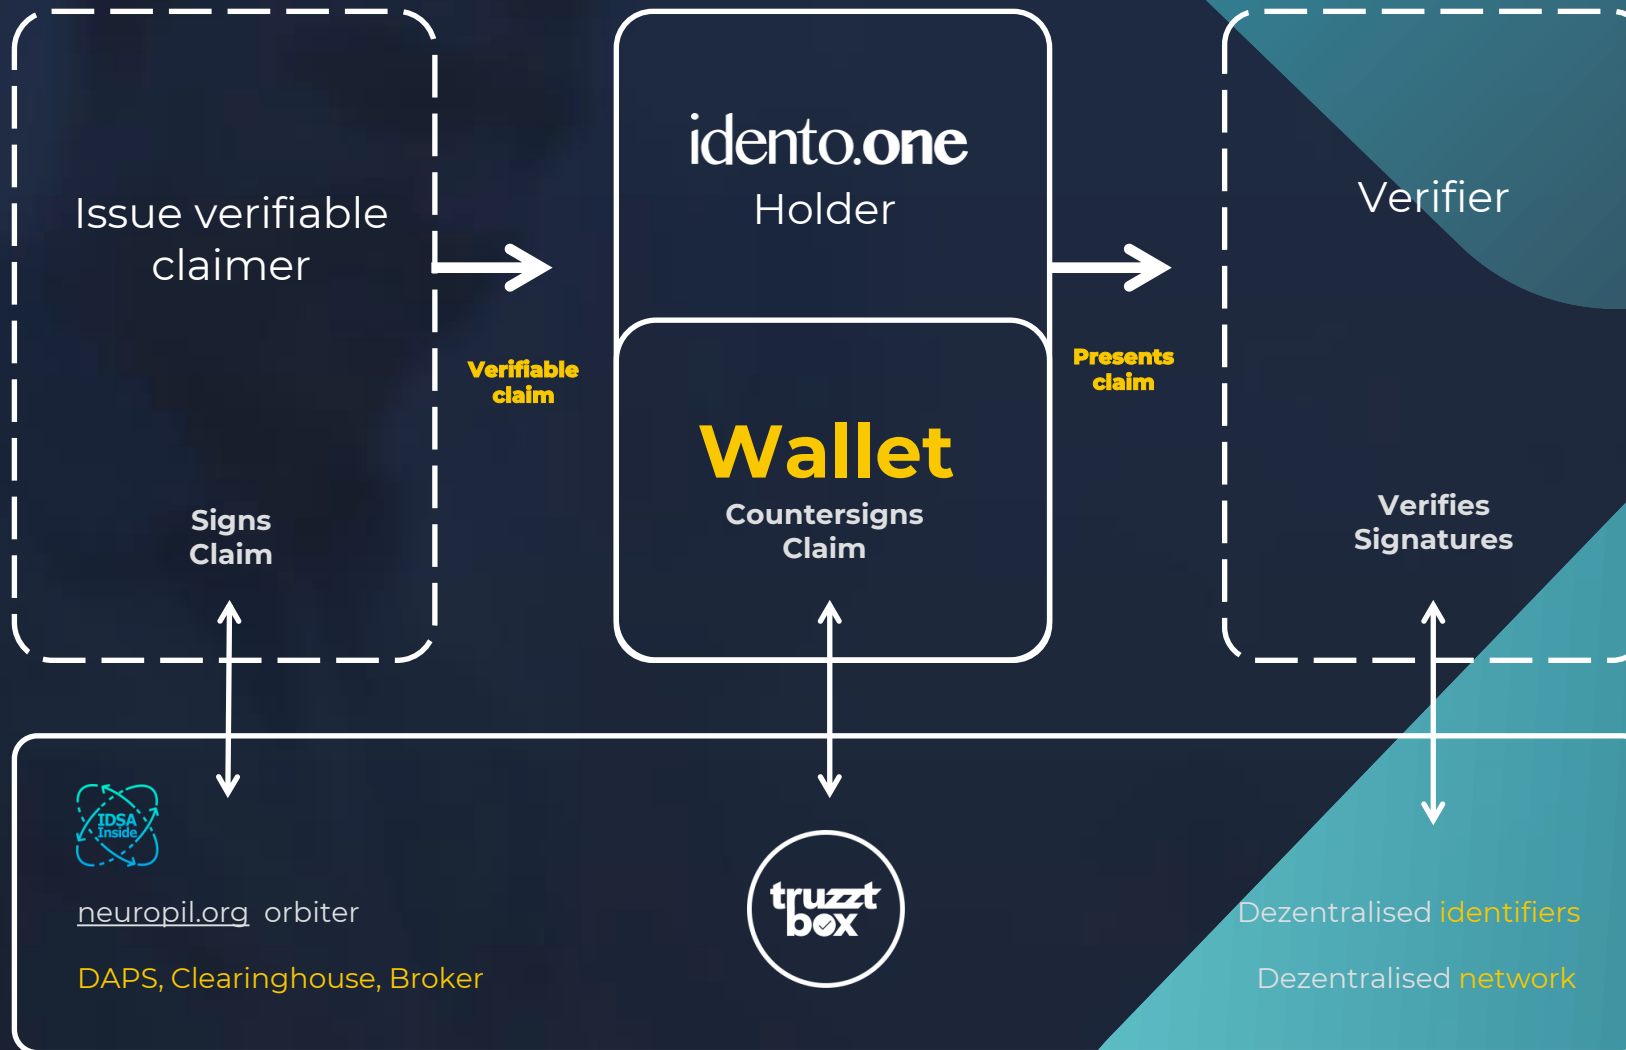 Issue verifiable
claimer
Signs
Claim
Verifiable
claim
idento.one
Holder
Wallet
Countersigns
Claim
Presents
claim
Verifier
Verifies
Signatures
IDSA
Inside
neuropil.org orbiter
DAPS, Clearinghouse, Broker
truzzt
box
Dezentralised identifiers
Dezentralised network